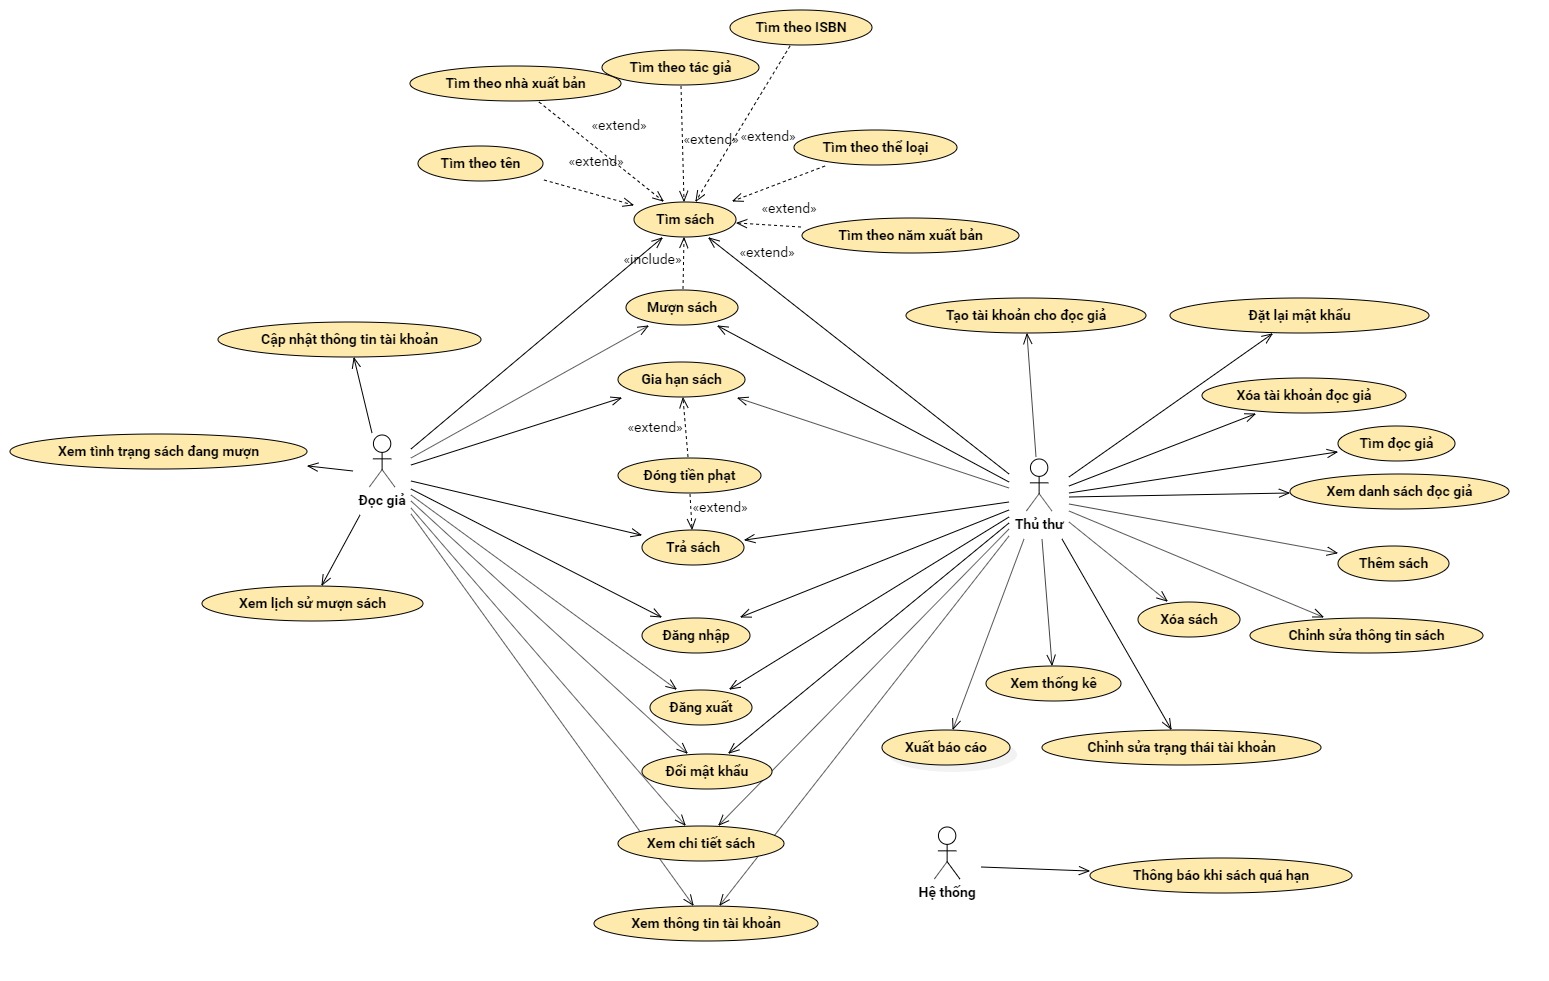 Tìm theo ISBN
Tìm theo tác giả
Tìm theo nhà xuất bản
«extend»
«extend»
«extend»
Tìm theo thể loại
Tìm theo tên
«extend»
«extend»
Tìm sách
Tìm theo năm xuất bản
«include»
«extend»
Mượn sách
Tạo tài khoản cho đọc giả
Đặt lại mật khẩu
Cập nhật thông tin tài khoản
Gia hạn sách
Xóa tài khoản đọc giả
«extend»
Tìm đọc giả
Xem tình trạng sách đang mượn
Đóng tiền phạt
Xem danh sách đọc giả
Đọc giả
«extend»
Thủ thư
Trả sách
Thêm sách
Xem lịch sử mượn sách
Xóa sách
Đăng nhập
Chỉnh sửa thông tin sách
Xem thống kê
Đăng xuất
Xuất báo cáo
Chỉnh sửa trạng thái tài khoản
Đổi mật khẩu
Xem chi tiết sách
Thông báo khi sách quá hạn
Hệ thống
Xem thông tin tài khoản